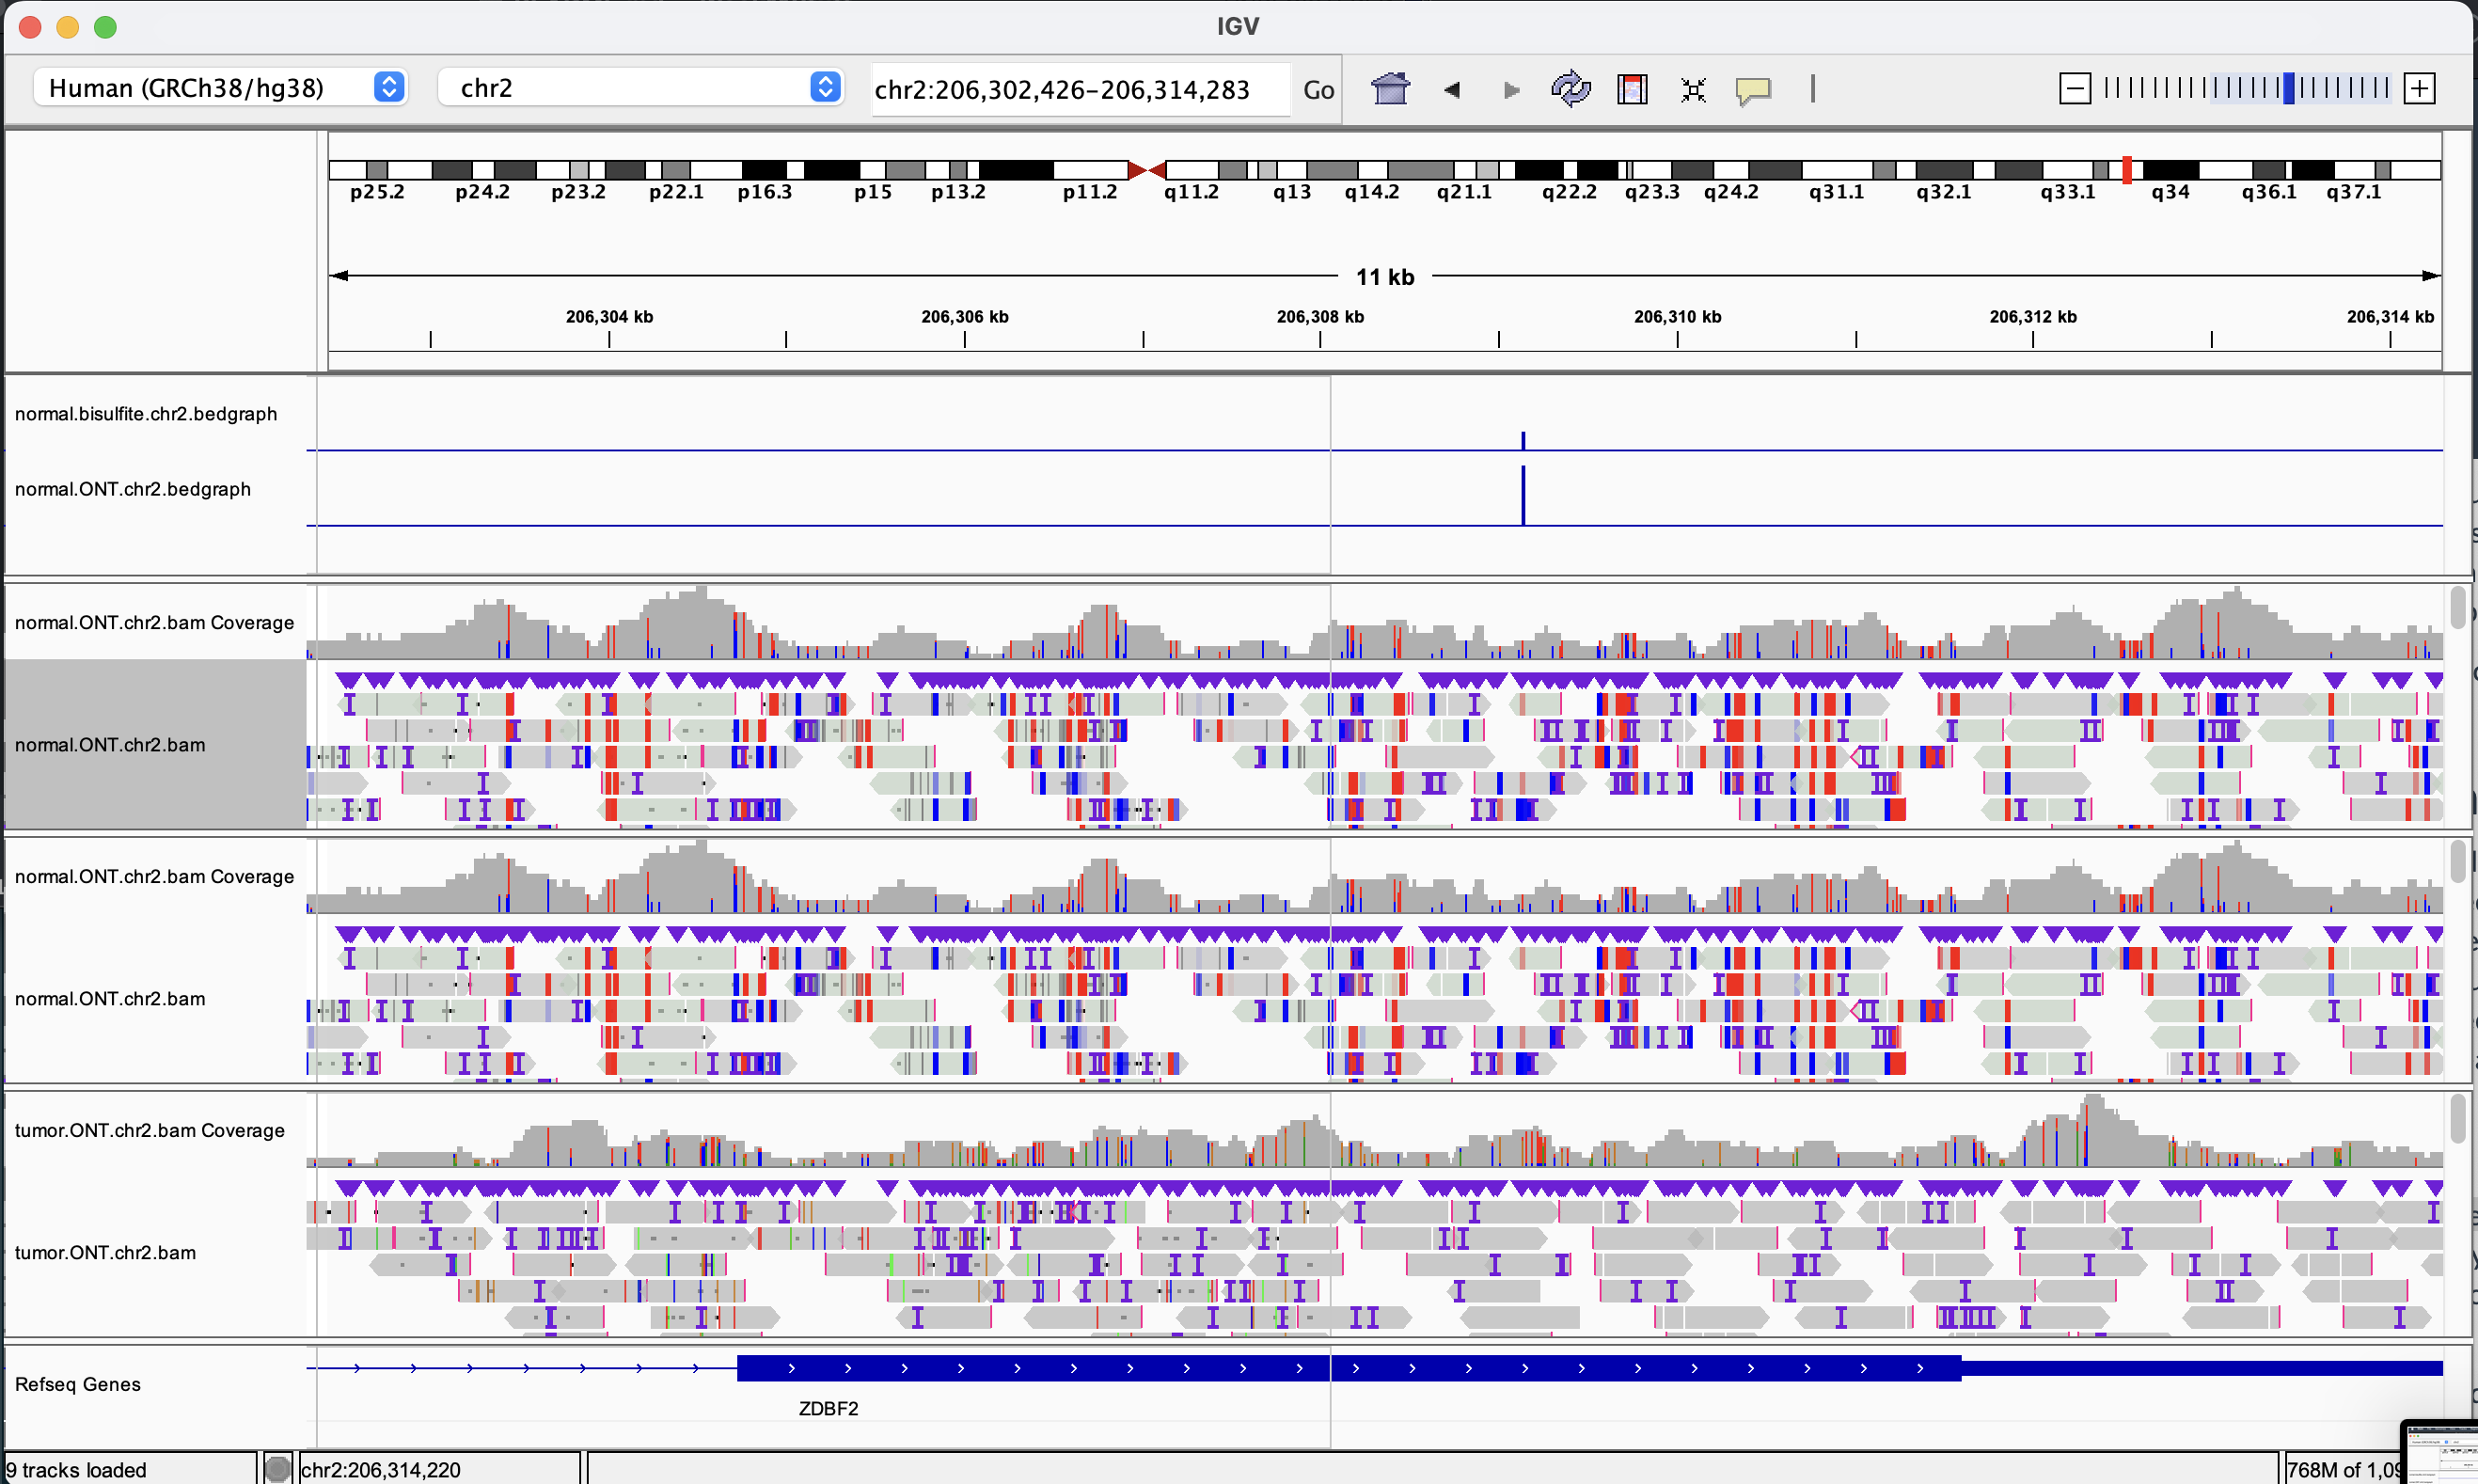 IGV
Human (GRCh38/hg38)
chr2
chr2:206,302,426-206,314,283
Go
p25.2 p24.2 p23.2 p22.1 p16.3 p15 p13.2 p11.2 q11.2 q13 q14.2 q21.1 q22.2 q23.3 q24.2 q31.1 q32.1 q33.1 q34 q36.1 q37.1
11 kb
206,304 kb 206,306 kb 206,308 kb 206,310 kb 206,312 kb 206,314 kb
normal.bisulfite.chr2.bedgraph
normal.ONT.chr2.bedgraph
normal.ONT.chr2.bam Coverage
normal.ONT.chr2.bam
normal.ONT.chr2.bam Coverage
normal.ONT.chr2.bam
tumor.ONT.chr2.bam Coverage
tumor.ONT.chr2.bam
Refseq Genes
ZDBF2
9 tracks loaded
chr2:206,314,220
768M of